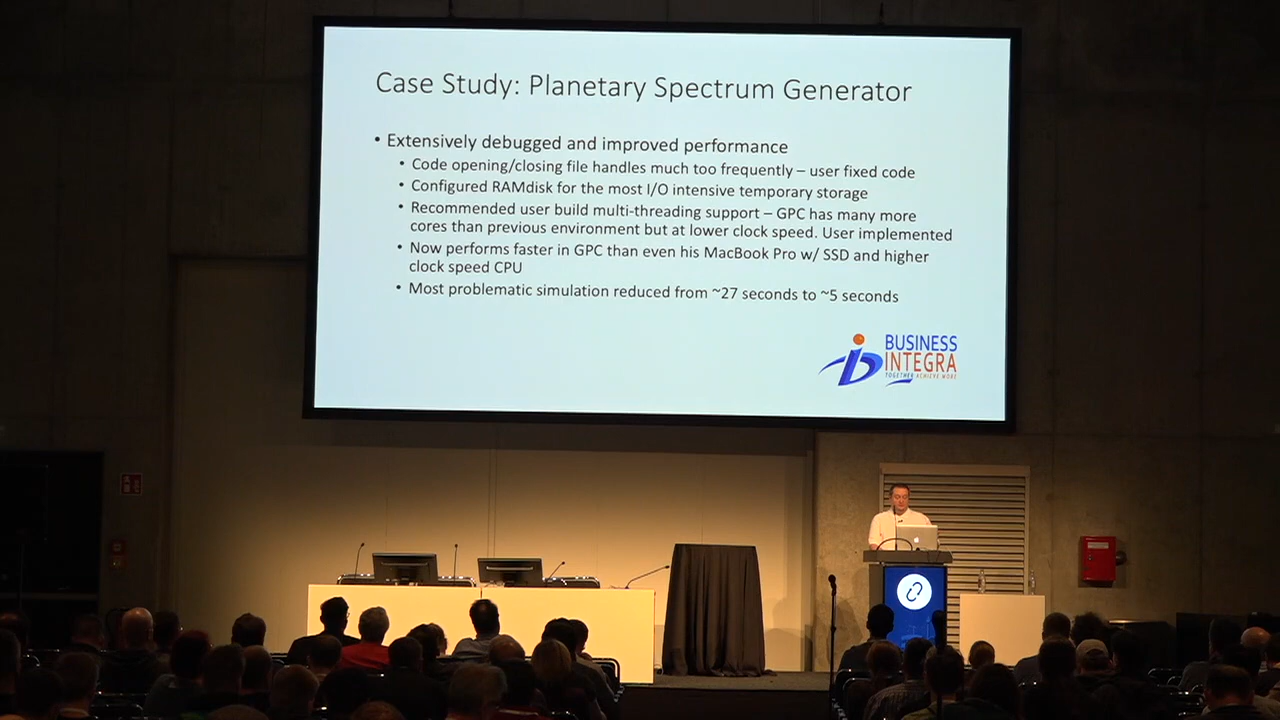 Case Study: Planetary Spectrum Generator
• Extensively debugged and improved performance
• Code opening/closing file handles much too frequently – user fixed code
• Configured RAMdisk for the most I/O intensive temporary storage
• Recommended user build multi-threading support – GPC has many more
cores than previous environment but at lower clock speed. User implemented
• Now performs faster in GPC than even his MacBook Pro w/ SSD and higher
clock speed CPU
• Most problematic simulation reduced from ~27 seconds to ~5 seconds
BUSINESS
INTEGRA
TOGETHER ACHIEVE MORE